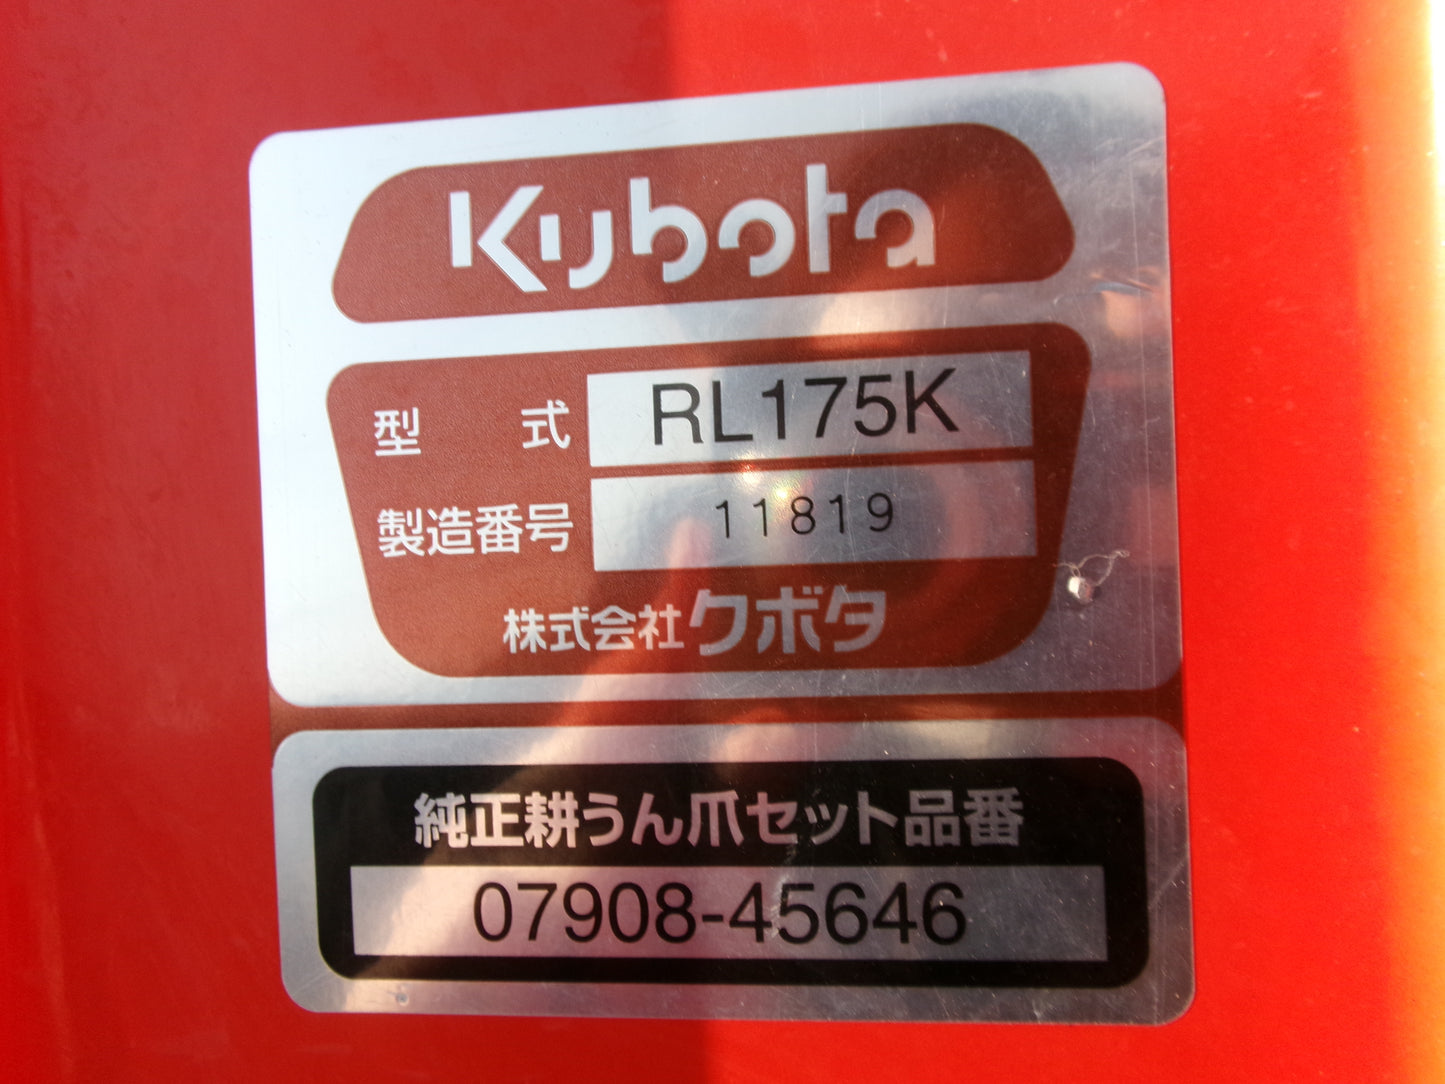 Kubota
型式 RL175K
製造番号 11819
株式会社クボタ
純正耕うん爪セット品番
07908-45646